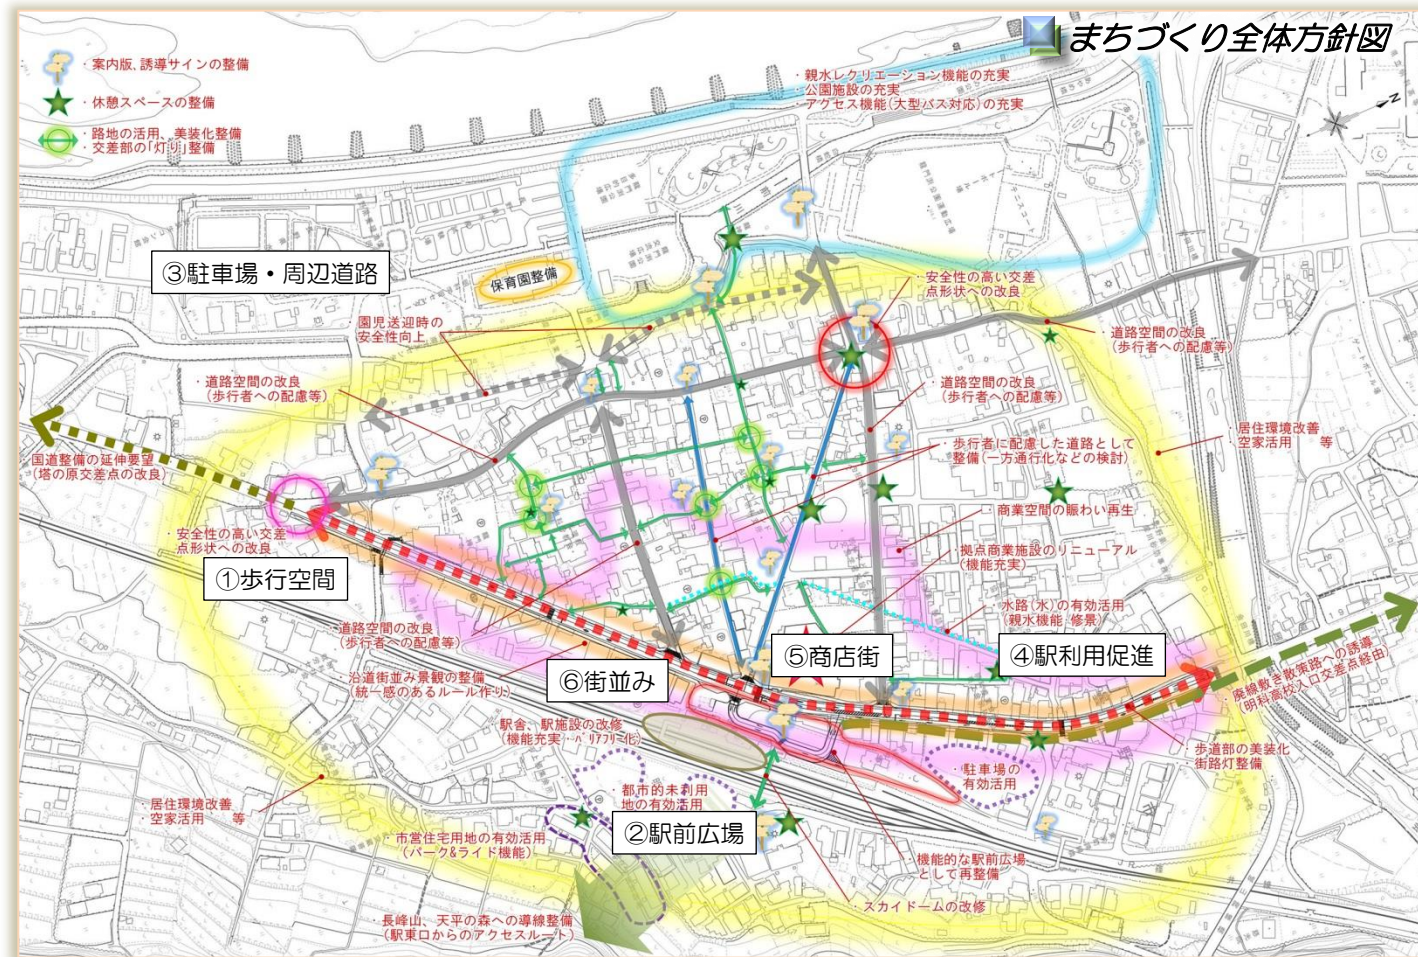 まちづくり全体方針図
・案内版、誘導サインの整備
・休憩スペースの整備
・路地の活用、美装化整備
・交差部の「灯り」整備
・親水レクリエーション機能の充実
・公園施設の充実
・アクセス機能(大型バス対応)の充実
③駐車場・周辺道路
保育園整備
・園児送迎時の
安全性向上
・安全性の高い交差
点形状への改良
・道路空間の改良
(歩行者への配慮等)
・道路空間の改良
(歩行者への配慮等)
・道路空間の改良
(歩行者への配慮等)
・居住環境改善
・空家活用 等
・歩行者に配慮した道路として
整備(一方通行化などの検討)
国道整備の延伸要望
(塔の原交差点の改良)
・安全性の高い交差
点形状への改良
・商業空間の賑わい再生
①歩行空間
・拠点商業施設のリニューアル
(機能充実)
・水路(水)の有効活用
(親水機能 修景)
道路空間の改良
(歩行者への配慮等)
⑤商店街
④駅利用促進
・沿道街並み景観の整備
(統一感のあるルール作り)
⑥街並み
・廃線敷き散策路への誘導
(明科高校入口交差点経由)
駅舎、駅施設の改修
(機能充実・バリアフリー化)
・歩道部の美装化
・街路灯整備
・駐車場の
有効活用
・都市的未利用
地の有効活用
・居住環境改善
・空家活用 等
②駅前広場
・市営住宅用地の有効活用
(パーク&ライド機能)
・機能的な駅前広場
として再整備
・スカイドームの改修
・長峰山、天平の森への導線整備
(駅東口からのアクセスルート)